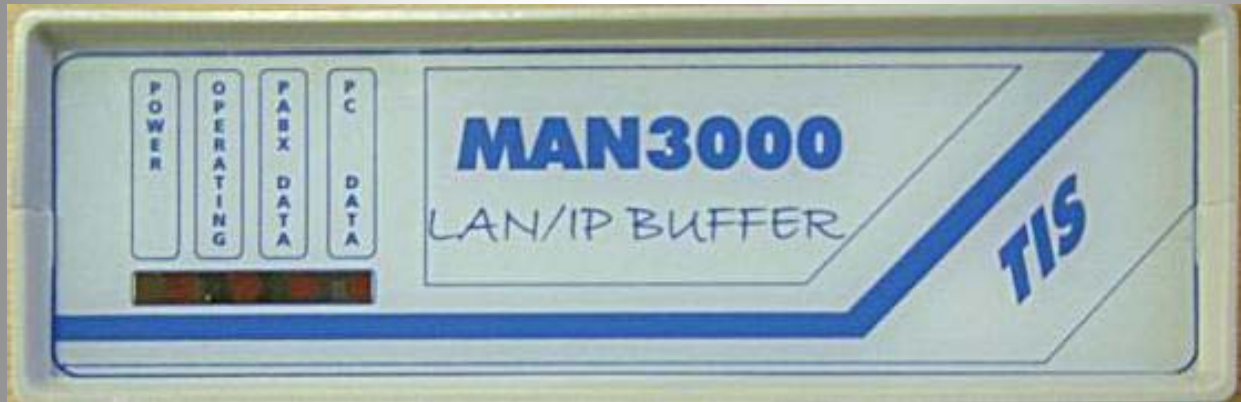 POWER
OPERATING
PABX DATA
PC DATA
MAN3000
LAN/IP BUFFER
TIS